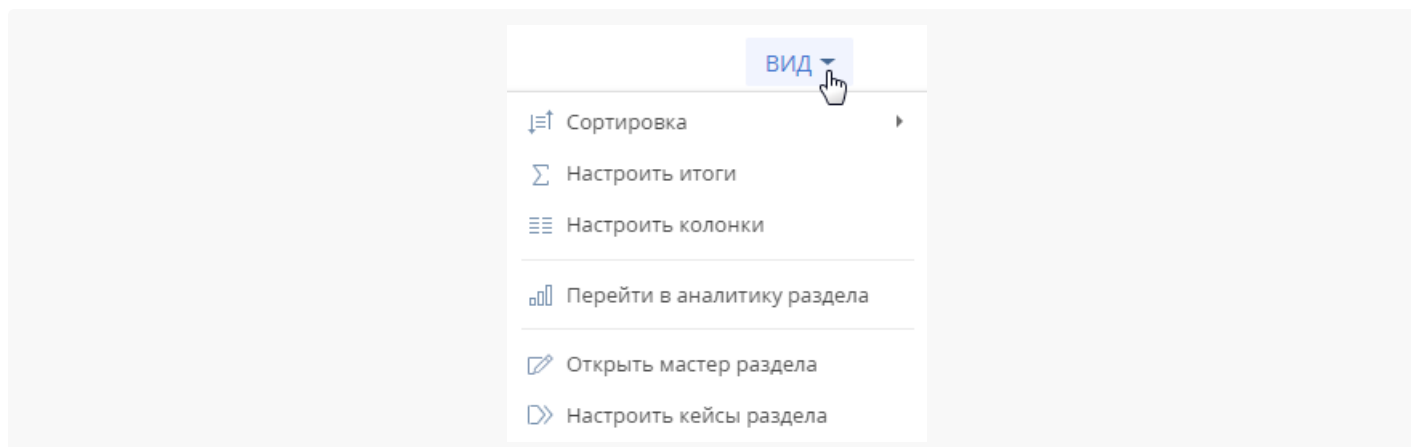 ВИД
Сортировка
Настроить итоги
Настроить колонки
Перейти в аналитику раздела
Открыть мастер раздела
Настроить кейсы раздела